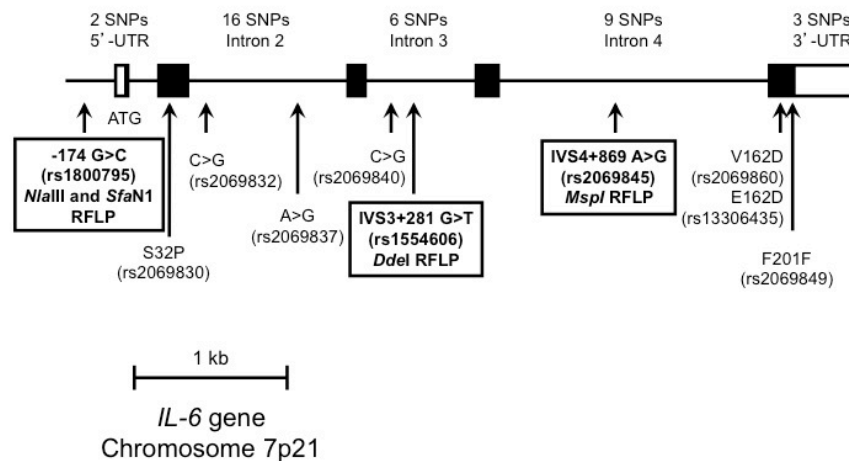 2 SNPs
5'-UTR
16 SNPs
Intron 2
6 SNPs
Intron 3
9 SNPs
Intron 4
3 SNPs
3'-UTR
ATG
-174 G>C
(rs1800795)
NlaIII and SfaN1
RFLP
S32P
(rs2069830)
C>G
(rs2069832)
A>G
(rs2069837)
C>G
(rs2069840)
IVS3+281 G>T
(rs1554606)
DdeI RFLP
IVS4+869 A>G
(rs2069845)
MspI RFLP
V162D
(rs2069860)
E162D
(rs13306435)
F201F
(rs2069849)
1 kb
IL-6 gene
Chromosome 7p21